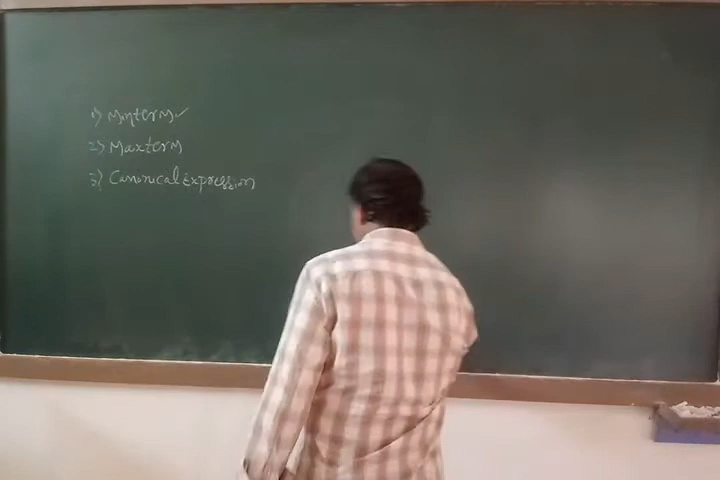 1) Minterm ✓
2) Maxterm
3) Canonical Expression